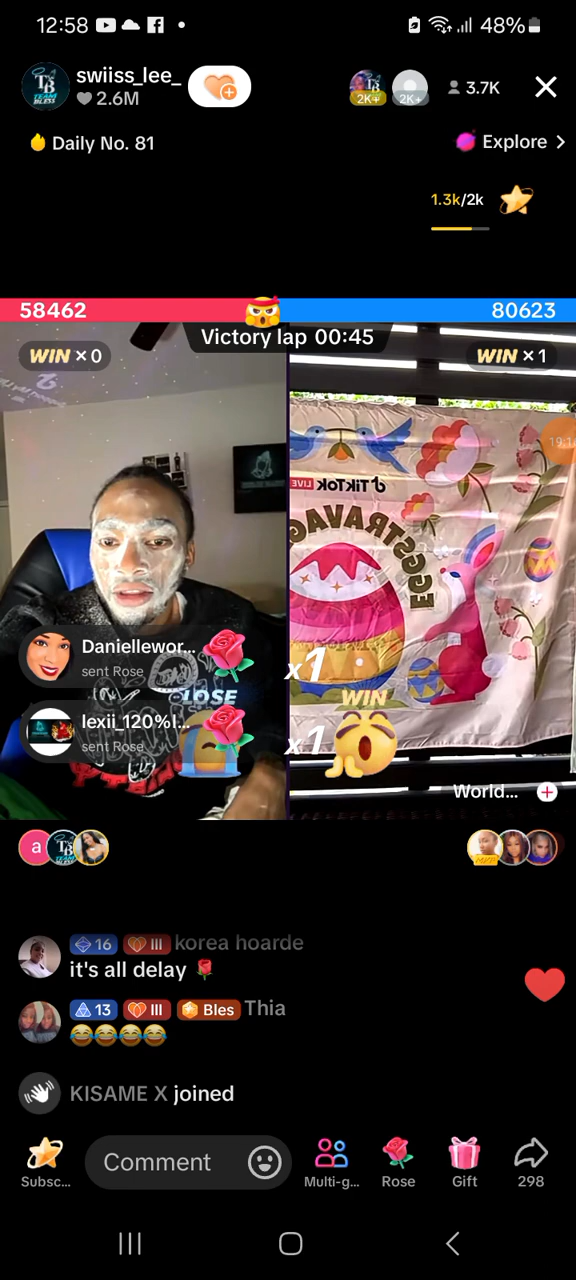 12:58
48%
swiiss_lee_
2.6M
2K+
2K+
3.7K
Daily No. 81
Explore >
1.3k/2k
58462
80623
Victory lap 00:45
WIN × 0
WIN × 1
TikTok LIVE
EGGSTRAVAG
Daniellewor...
sent Rose
x1
LOSE
WIN
lexii_120%l...
sent Rose
x1
World...
a
16 III korea hoarde
it's all delay
13 III Bles Thia
KISAME X joined
Subsc...
Comment
Multi-g...
Rose
Gift
298